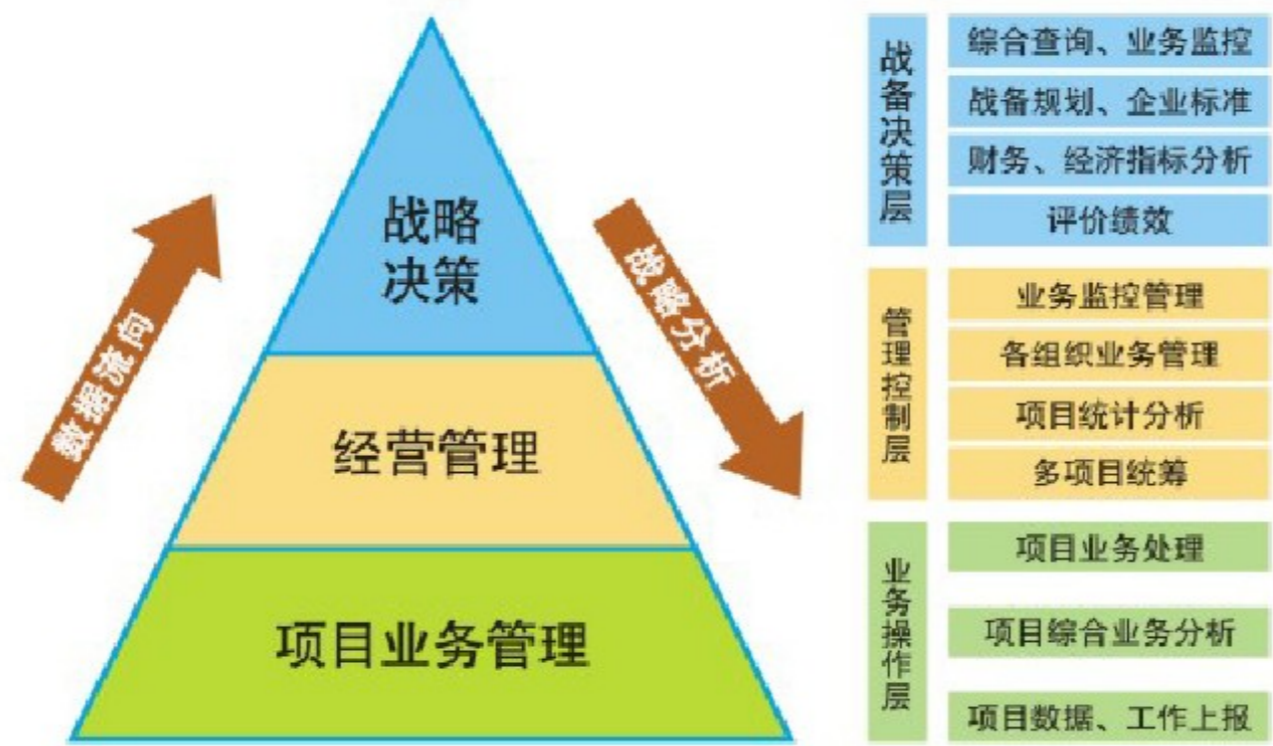 战略
决策
经营管理
项目业务管理
数据流向
战略分析
战备决策层
综合查询、业务监控
战备规划、企业标准
财务、经济指标分析
评价绩效
管理控制层
业务监控管理
各组织业务管理
项目统计分析
多项目统筹
业务操作层
项目业务处理
项目综合业务分析
项目数据、工作上报